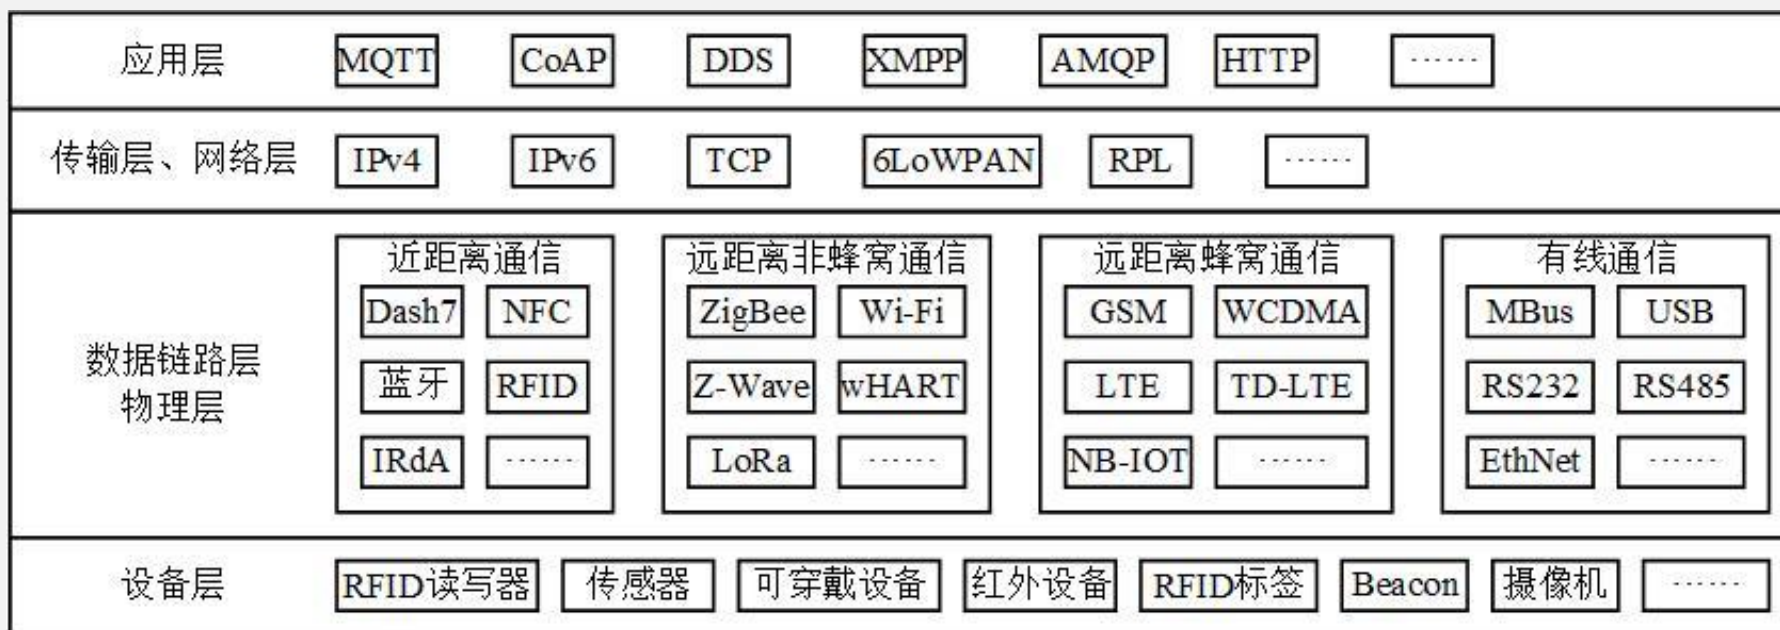 应用层 MQTT CoAP DDS XMPP AMQP HTTP ······
传输层、网络层 IPv4 IPv6 TCP 6LoWPAN RPL ······
近距离通信 远距离非蜂窝通信 远距离蜂窝通信 有线通信
Dash7 NFC ZigBee Wi-Fi GSM WCDMA MBus USB
数据链路层
物理层
蓝牙 RFID Z-Wave wHART LTE TD-LTE RS232 RS485
IRdA ······ LoRa ······ NB-IOT ······ EthNet ······
设备层 RFID读写器 传感器 可穿戴设备 红外设备 RFID标签 Beacon 摄像机 ······